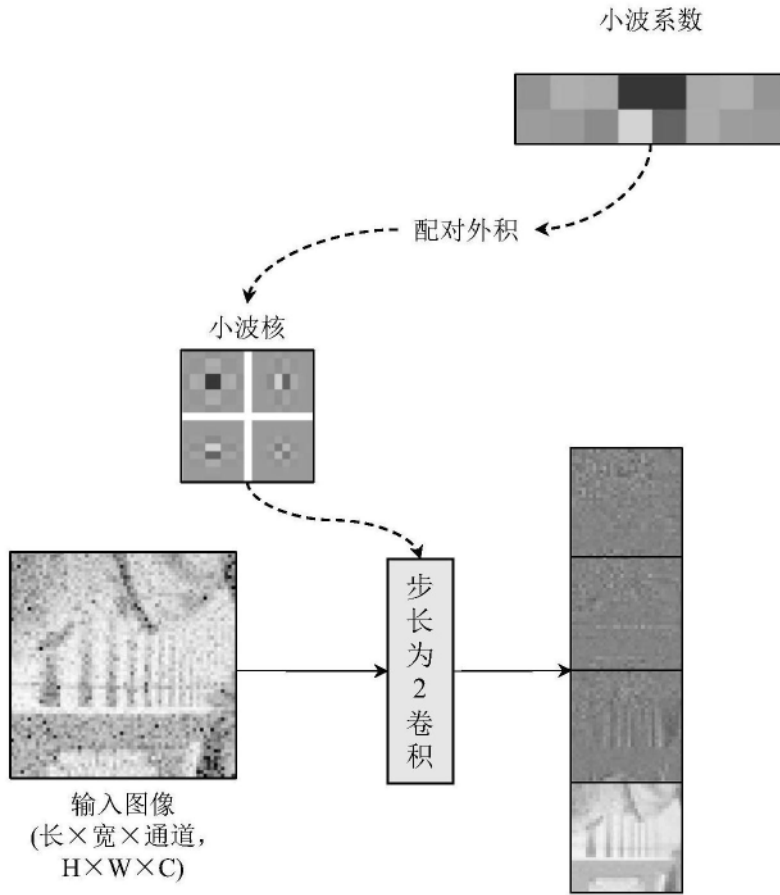 小波系数
配对外积
小波核
步
长
为
2
卷
积
输入图像
(长×宽×通道，
H×W×C)